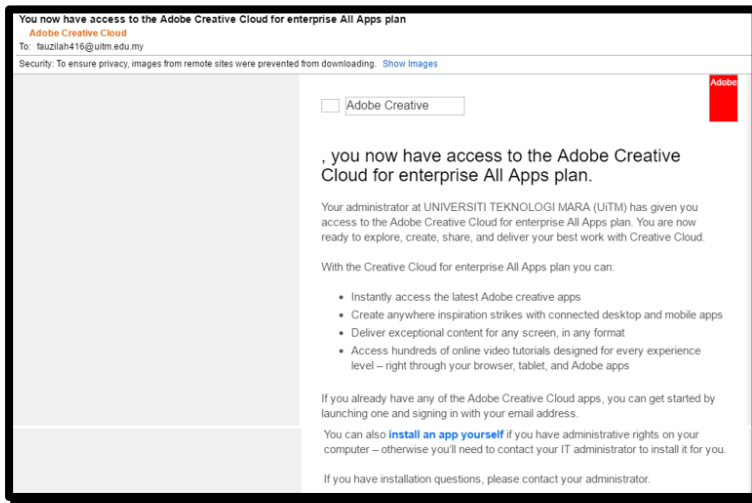 You now have access to the Adobe Creative Cloud for enterprise All Apps plan
Adobe Creative Cloud
To: fauzilah416@uitm.edu.my
Security: To ensure privacy, images from remote sites were prevented from downloading. Show Images
Adobe
Adobe Creative
, you now have access to the Adobe Creative
Cloud for enterprise All Apps plan.
Your administrator at UNIVERSITI TEKNOLOGI MARA (UiTM) has given you
access to the Adobe Creative Cloud for enterprise All Apps plan. You are now
ready to explore, create, share, and deliver your best work with Creative Cloud.
With the Creative Cloud for enterprise All Apps plan you can:
• Instantly access the latest Adobe creative apps
• Create anywhere inspiration strikes with connected desktop and mobile apps
• Deliver exceptional content for any screen, in any format
• Access hundreds of online video tutorials designed for every experience
level – right through your browser, tablet, and Adobe apps
If you already have any of the Adobe Creative Cloud apps, you can get started by
launching one and signing in with your email address.
You can also install an app yourself if you have administrative rights on your
computer – otherwise you'll need to contact your IT administrator to install it for you.
If you have installation questions, please contact your administrator.